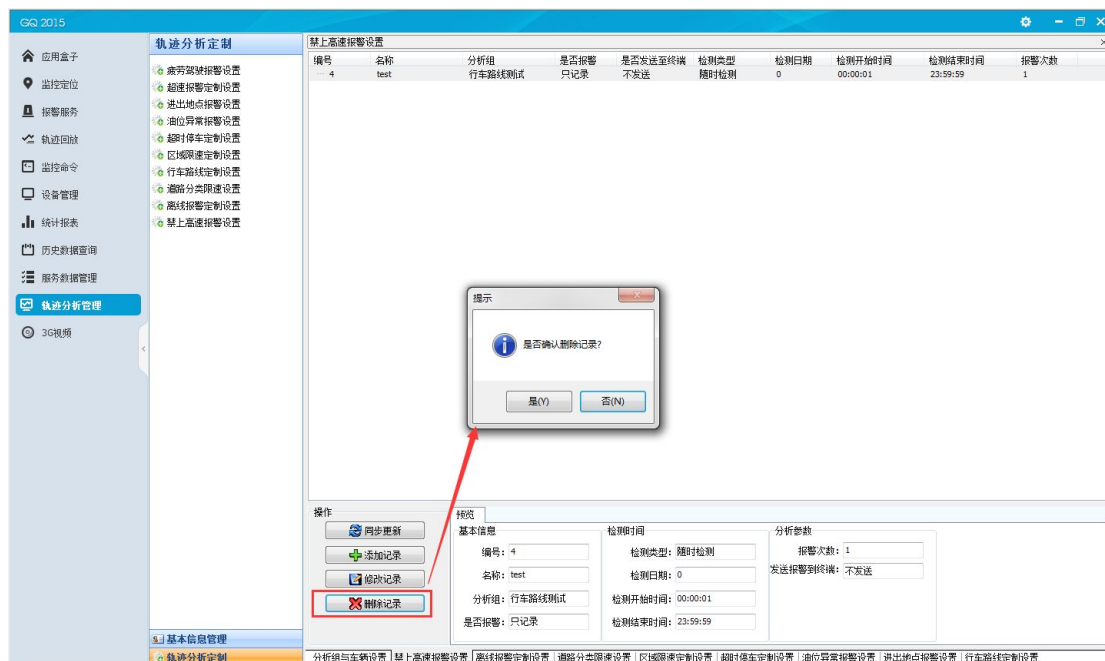 GQ 2015
应用盒子
监控定位
报警服务
轨迹回放
监控命令
设备管理
统计报表
历史数据查询
服务数据管理
轨迹分析管理
3G视频
轨迹分析定制
疲劳驾驶报警设置
超速报警定制设置
进出地点报警设置
油位异常报警设置
超时停车定制设置
区域限速定制设置
行车路线定制设置
道路分类限速设置
离线报警定制设置
禁上高速报警设置
基本信息管理
轨迹分析定制
禁上高速报警设置
编号 名称 分析组 是否报警 是否发送至终端 检测类型 检测日期 检测开始时间 检测结束时间 报警次数
4 test 行车路线测试 只记录 不发送 随时检测 0 00:00:01 23:59:59 1
提示
是否确认删除记录?
是(Y) 否(N)
操作
同步更新
添加记录
修改记录
删除记录
预览
基本信息
编号: 4
名称: test
分析组: 行车路线测试
是否报警: 只记录
检测时间
检测类型: 随时检测
检测日期: 0
检测开始时间: 00:00:01
检测结束时间: 23:59:59
分析参数
报警次数: 1
发送报警到终端: 不发送
分析组与车辆设置 禁上高速报警设置 离线报警定制设置 道路分类限速设置 区域限速定制设置 超时停车定制设置 油位异常报警设置 进出地点报警设置 行车路线定制设置